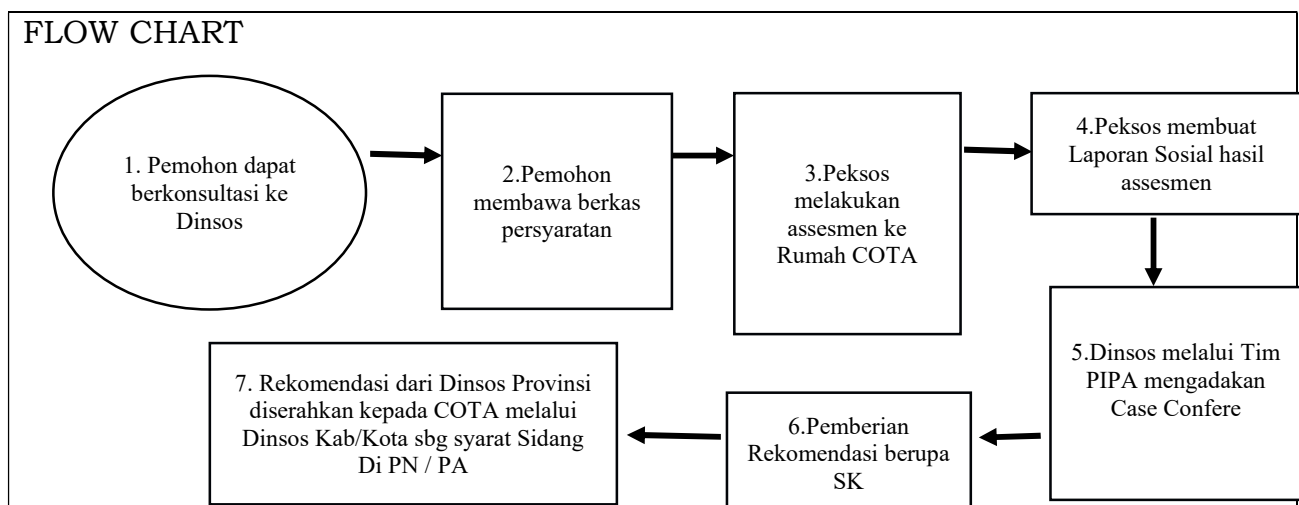 FLOW CHART
1. Pemohon dapat
berkonsultasi ke
Dinsos
2.Pemohon
membawa berkas
persyaratan
3.Peksos
melakukan
assesmen ke
Rumah COTA
4.Peksos membuat
Laporan Sosial hasil
assesmen
5.Dinsos melalui Tim
PIPA mengadakan
Case Confere
6.Pemberian
Rekomendasi berupa
SK
7. Rekomendasi dari Dinsos Provinsi
diserahkan kepada COTA melalui
Dinsos Kab/Kota sbg syarat Sidang
Di PN / PA